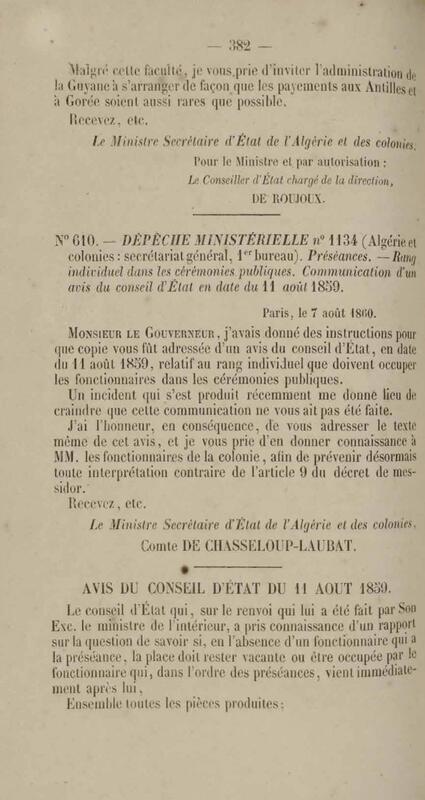 — 382 —
Malgré cette faculté, je vous prie d'inviter l'administration de
la Guyane à s'arranger de façon que les payements aux Antilles et
à Gorée soient aussi rares que possible.
Recevez, etc.
Le Ministre Secrétaire d'État de l'Algérie et des colonies,
Pour le Ministre et par autorisation :
Le Conseiller d'État chargé de la direction,
DE ROUJOUX.
N° 610. — DÉPÊCHE MINISTÉRIELLE n° 1134 (Algérie et
colonies : secrétariat général, 1er bureau). Préséances. — Rang
individuel dans les cérémonies publiques. Communication d'un
avis du conseil d'État en date du 11 août 1859.
Paris, le 7 août 1860.
MONSIEUR LE GOUVERNEUR, j'avais donné des instructions pour
que copie vous fût adressée d'un avis du conseil d'État, en date
du 11 août 1859, relatif au rang individuel que doivent occuper
les fonctionnaires dans les cérémonies publiques.
Un incident qui s'est produit récemment me donne lieu de
craindre que cette communication ne vous ait pas été faite.
J'ai l'honneur, en conséquence, de vous adresser le texte
même de cet avis, et je vous prie d'en donner connaissance à
MM. les fonctionnaires de la colonie, afin de prévenir désormais
toute interprétation contraire de l'article 9 du décret de mes-
sidor.
Recevez, etc.
Le Ministre Secrétaire d'État de l'Algérie et des colonies,
Comte DE CHASSELOUP-LAUBAT.
AVIS DU CONSEIL D'ÉTAT DU 11 AOUT 1859.
Le conseil d'État qui, sur le renvoi qui lui a été fait par Son
Exc. le ministre de l'intérieur, a pris connaissance d'un rapport
sur la question de savoir si, en l'absence d'un fonctionnaire qui a
la préséance, la place doit rester vacante ou être occupée par le
fonctionnaire qui, dans l'ordre des préséances, vient immédiate-
ment après lui,
Ensemble toutes les pièces produites;